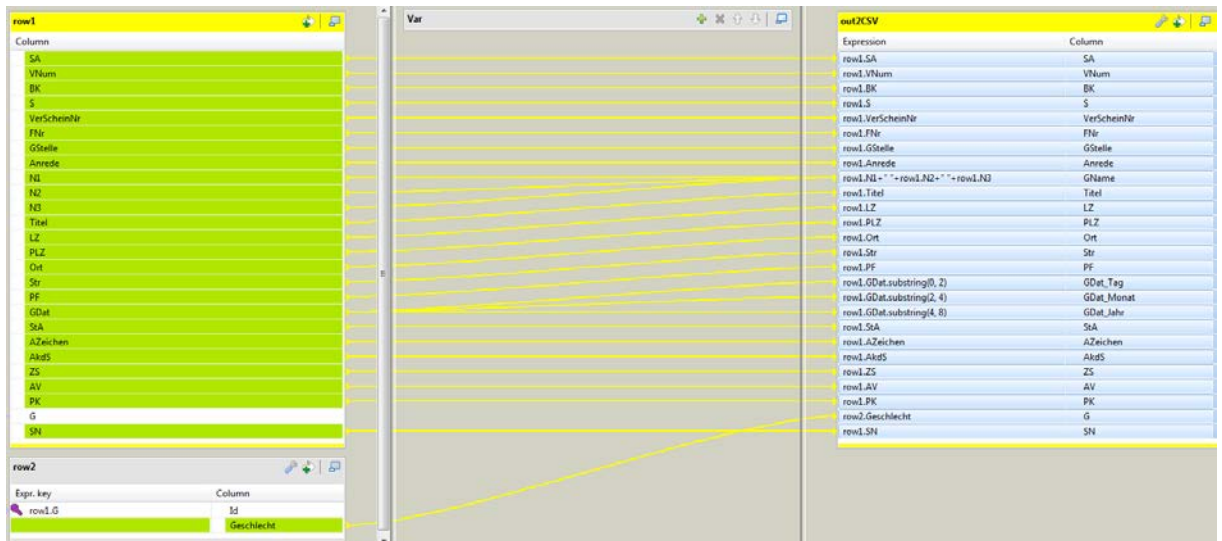 row1
Column
SA
VNum
BK
S
VerScheinNr
FNr
GStelle
Anrede
N1
N2
N3
Titel
LZ
PLZ
Ort
Str
PF
GDat
StA
AZeichen
AkdS
ZS
AV
PK
G
SN
row2
Expr. key Column
row1.G Id
Geschlecht
Var
out2CSV
Expression Column
row1.SA SA
row1.VNum VNum
row1.BK BK
row1.S S
row1.VerScheinNr VerScheinNr
row1.FNr FNr
row1.GStelle GStelle
row1.Anrede Anrede
row1.N1+" "+row1.N2+" "+row1.N3 GName
row1.Titel Titel
row1.LZ LZ
row1.PLZ PLZ
row1.Ort Ort
row1.Str Str
row1.PF PF
row1.GDat.substring(0, 2) GDat_Tag
row1.GDat.substring(2, 4) GDat_Monat
row1.GDat.substring(4, 8) GDat_Jahr
row1.StA StA
row1.AZeichen AZeichen
row1.AkdS AkdS
row1.ZS ZS
row1.AV AV
row1.PK PK
row2.Geschlecht G
row1.SN SN